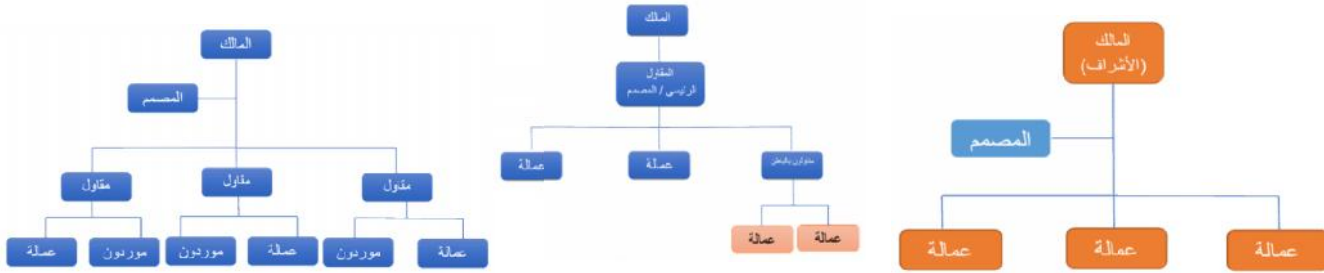 المالك
(الأشراف)
المصمم
عمالة
عمالة
عمالة
المالك
المقاول
الرئيسي / المصمم
مقاولون بالباطن
عملة
عمالة
عمالة
عمالة
المالك
المصمم
مقاول
مقاول
مقاول
عمالة
موردون
عمالة
موردون
موردون
عمالة